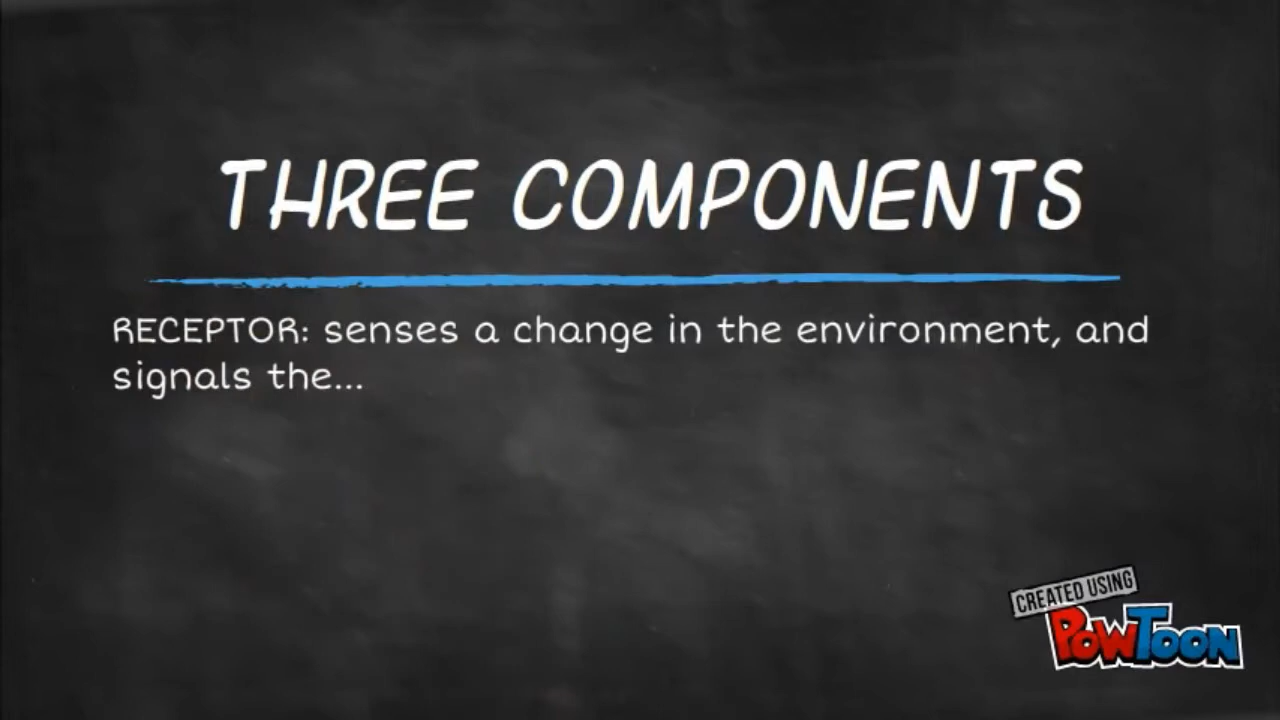 THREE COMPONENTS
RECEPTOR: senses a change in the environment, and
signals the...
CREATED USING
POWTOON